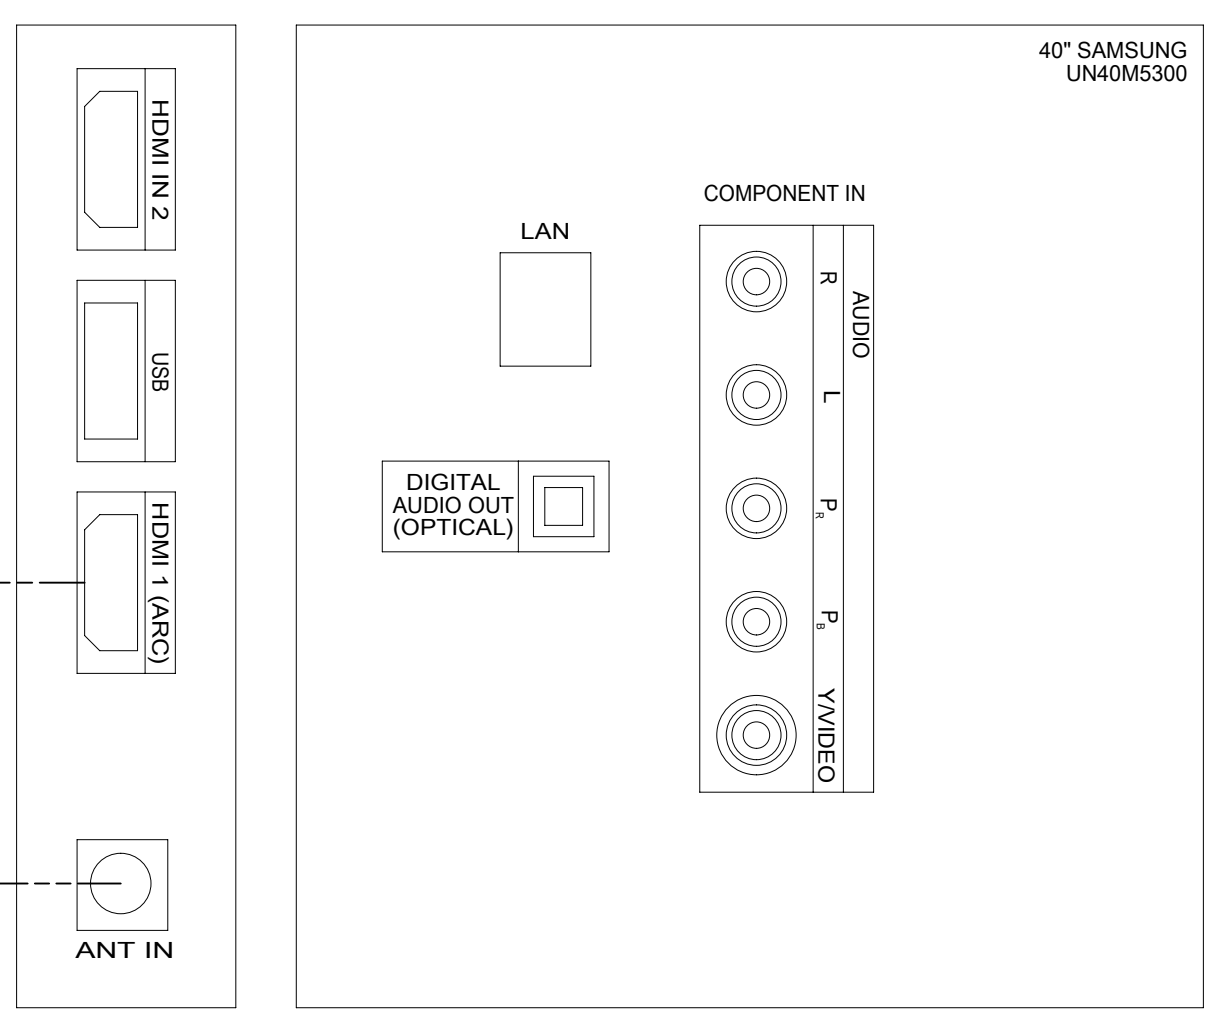 HDMI IN 2
USB
HDMI 1 (ARC)
ANT IN
40" SAMSUNG
UN40M5300
COMPONENT IN
LAN
DIGITAL
AUDIO OUT
(OPTICAL)
AUDIO
R
L
PR
PB
Y/VIDEO